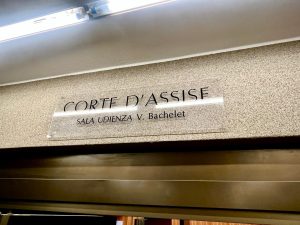 CORTE D'ASSISE
SALA UDIENZA V. Bachelet